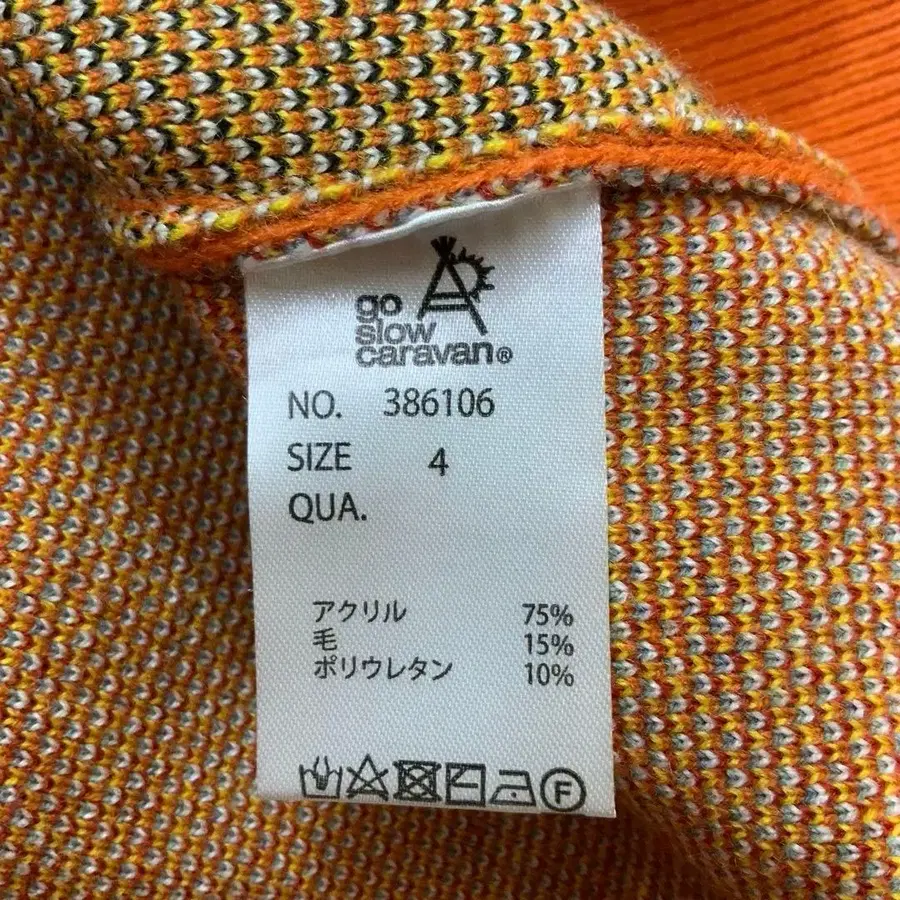 go
slow
caravan®
NO. 386106
SIZE 4
QUA.
アクリル 75%
毛 15%
ポリウレタン 10%
F